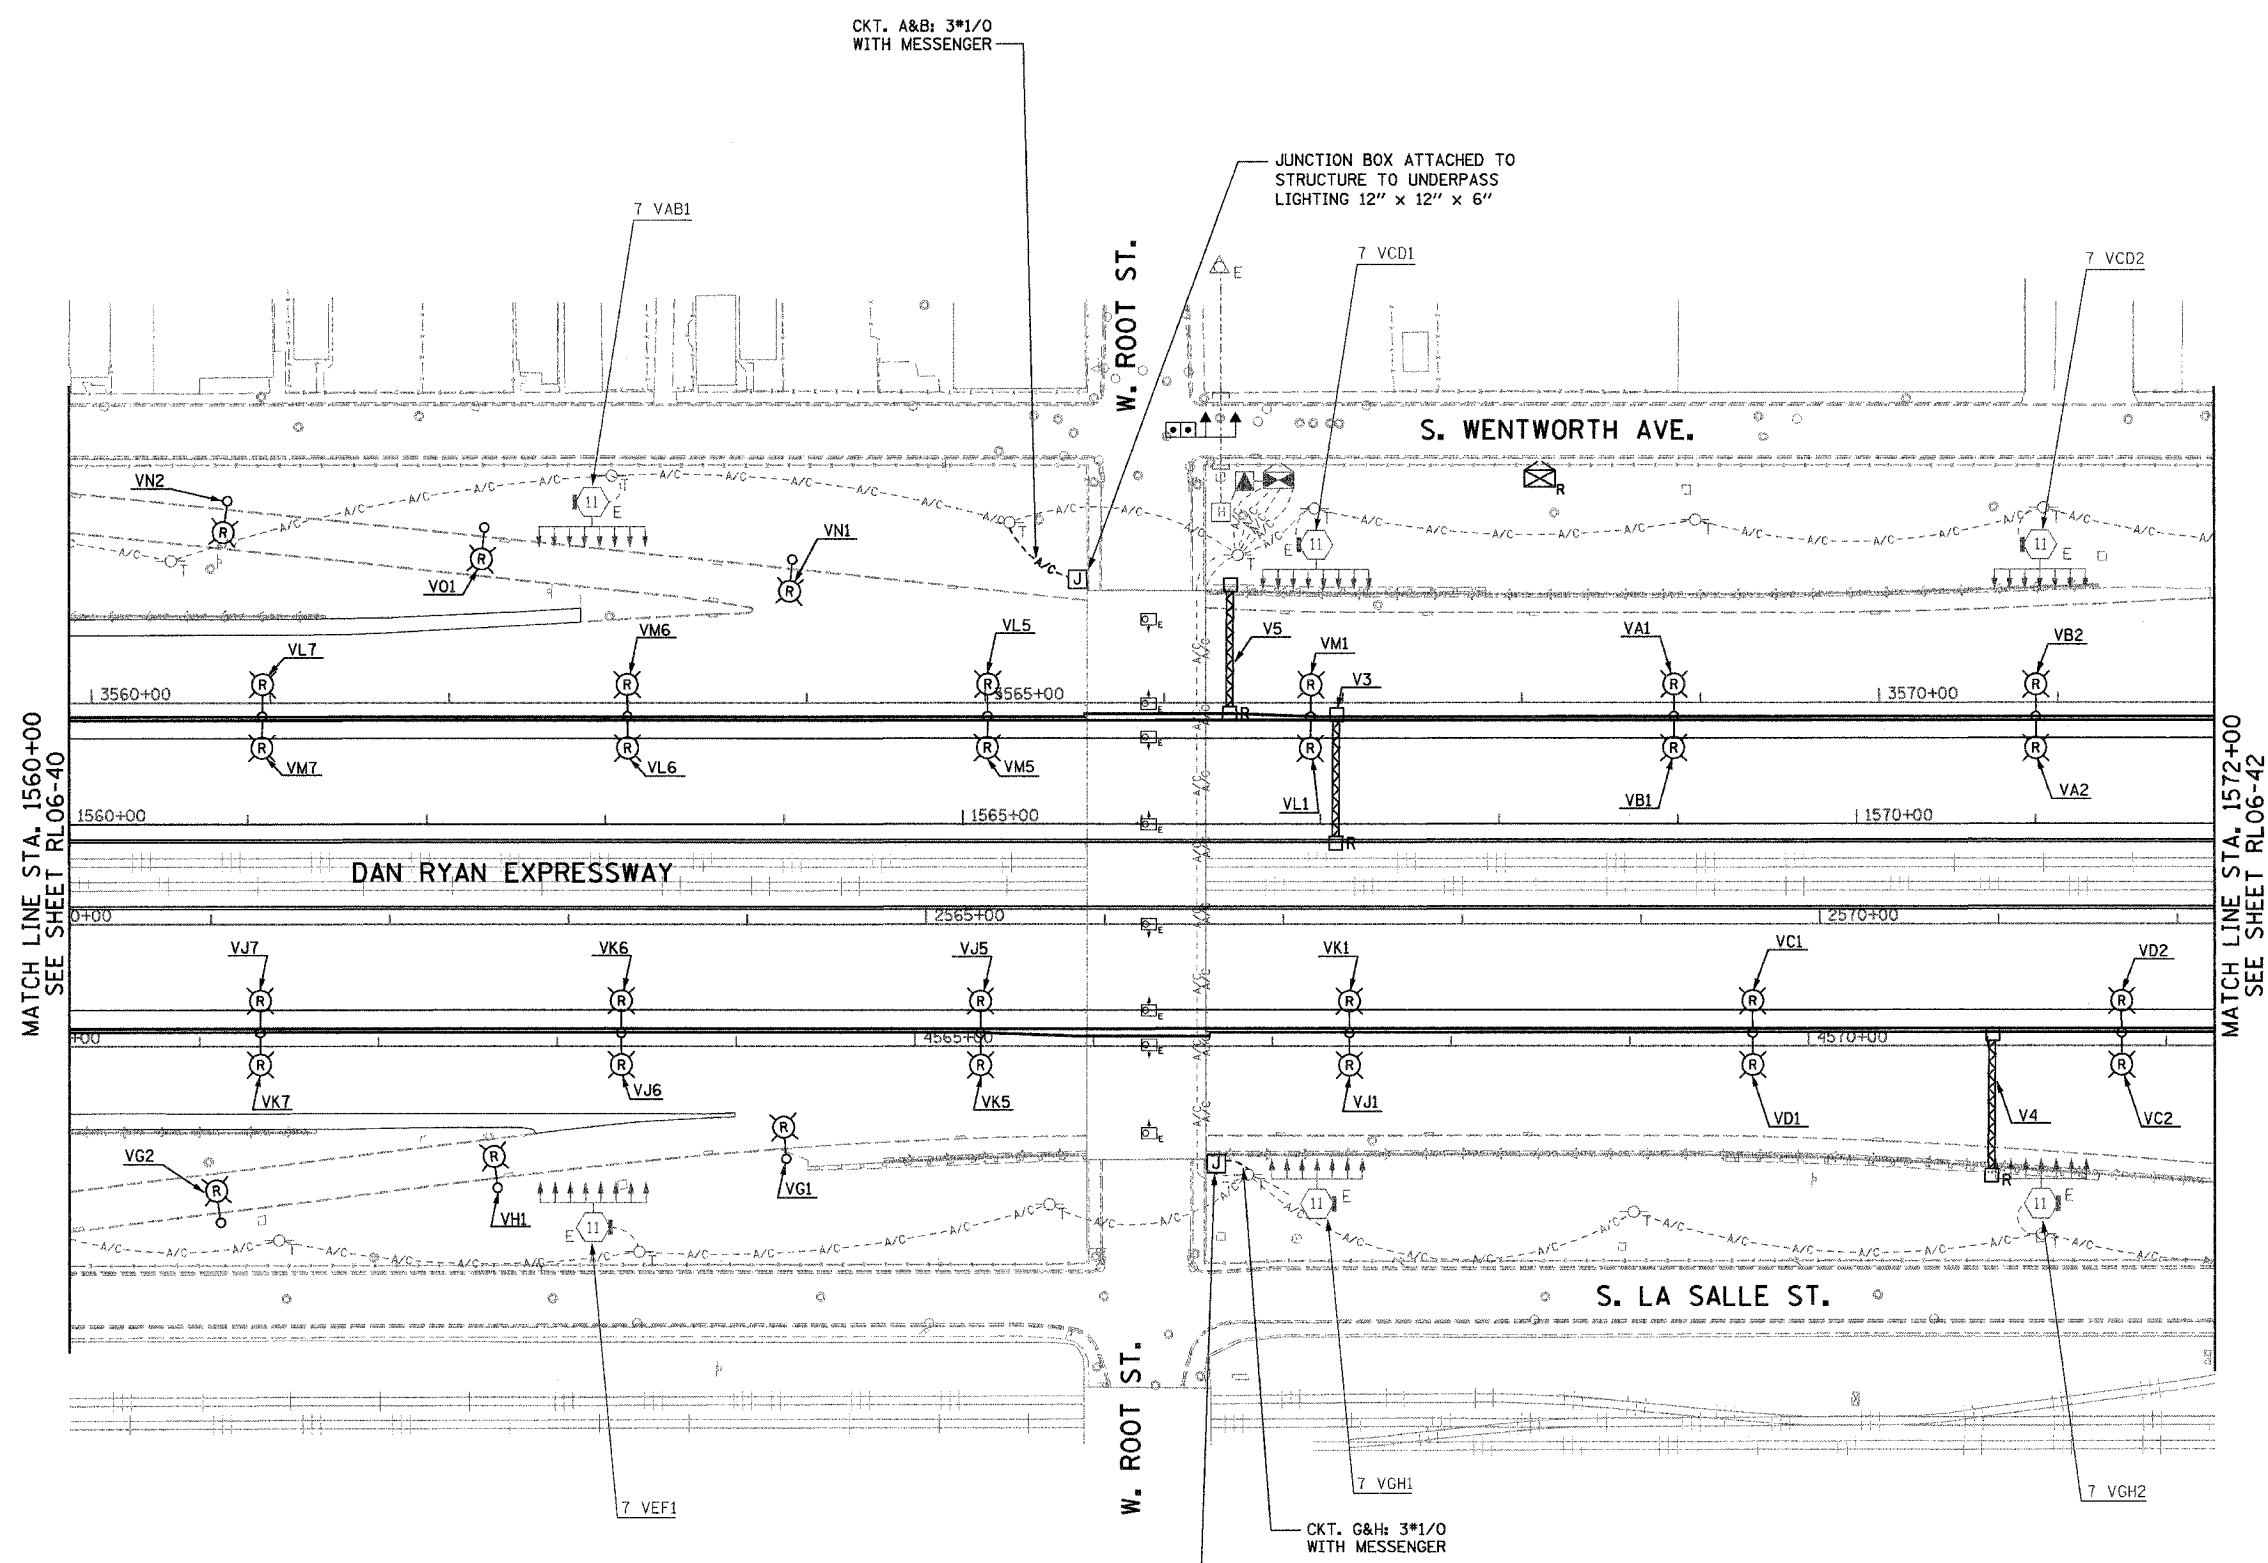 CKT. A&B: 3#1/0
WITH MESSENGER
JUNCTION BOX ATTACHED TO
STRUCTURE TO UNDERPASS
LIGHTING 12" x 12" x 6"
7 VAB1
7 VCD1
7 VCD2
W. ROOT ST.
E
S. WENTWORTH AVE.
VN2
VO1
VN1
11
E
T
J
H
R
E
11
11
E
A/C
VL7
VM6
VL5
V5
VM1
V3
VA1
VB2
3560+00
3565+00
3570+00
R
VM7
VL6
VM5
VL1
VB1
VA2
1560+00
1565+00
1570+00
R
MATCH LINE STA. 1560+00
SEE SHEET RL06-40
MATCH LINE STA. 1572+00
SEE SHEET RL06-42
DAN RYAN EXPRESSWAY
0+00
2565+00
2570+00
VJ7
VK6
VJ5
VK1
VC1
VD2
+00
4565+00
4570+00
VK7
VJ6
VK5
VJ1
VD1
V4
VC2
VG2
VH1
VG1
J
R
E
11
11
E
11
E
S. LA SALLE ST.
W. ROOT ST.
7 VEF1
7 VGH1
7 VGH2
CKT. G&H: 3#1/0
WITH MESSENGER